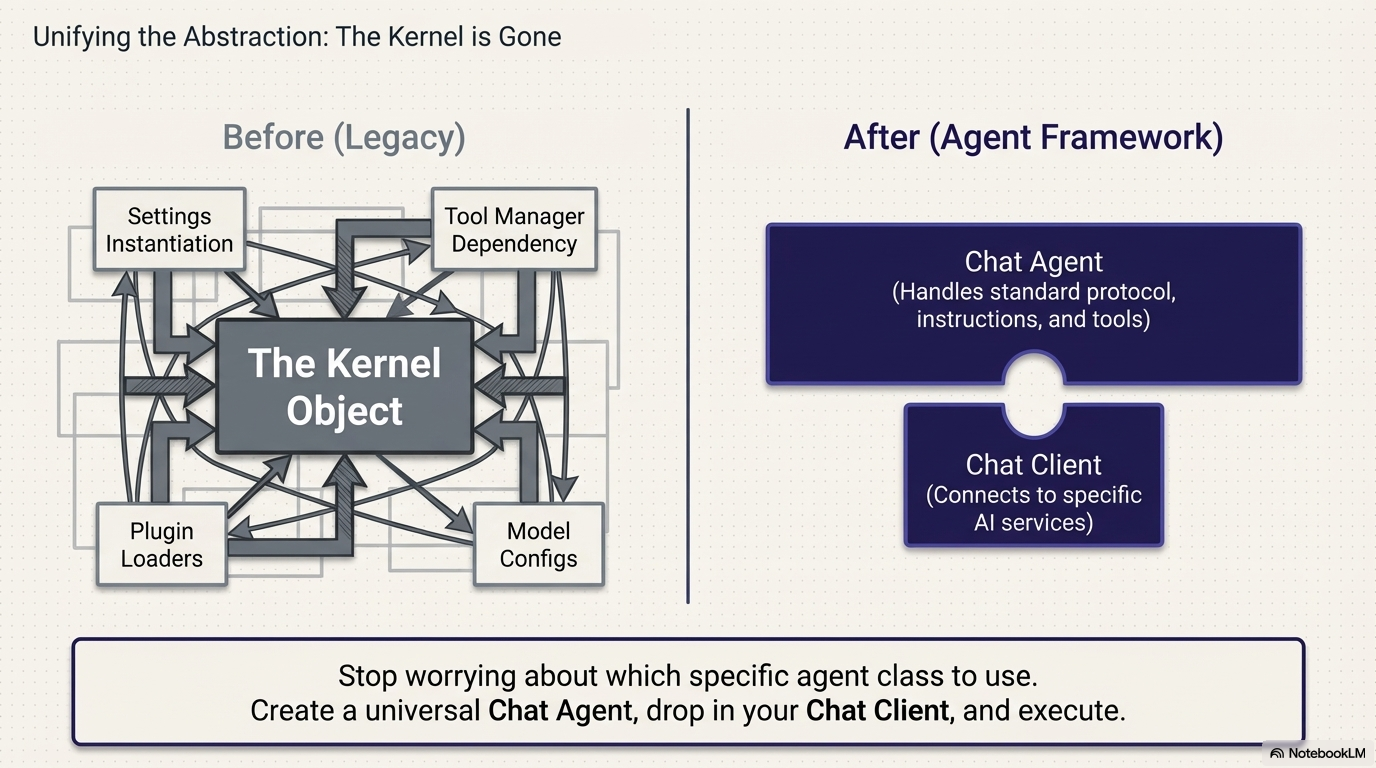 Unifying the Abstraction: The Kernel is Gone
Before (Legacy)
Settings
Instantiation
Tool Manager
Dependency
The Kernel
Object
Plugin
Loaders
Model
Configs
After (Agent Framework)
Chat Agent
(Handles standard protocol,
instructions, and tools)
Chat Client
(Connects to specific
AI services)
Stop worrying about which specific agent class to use.
Create a universal Chat Agent, drop in your Chat Client, and execute.
NotebookLM